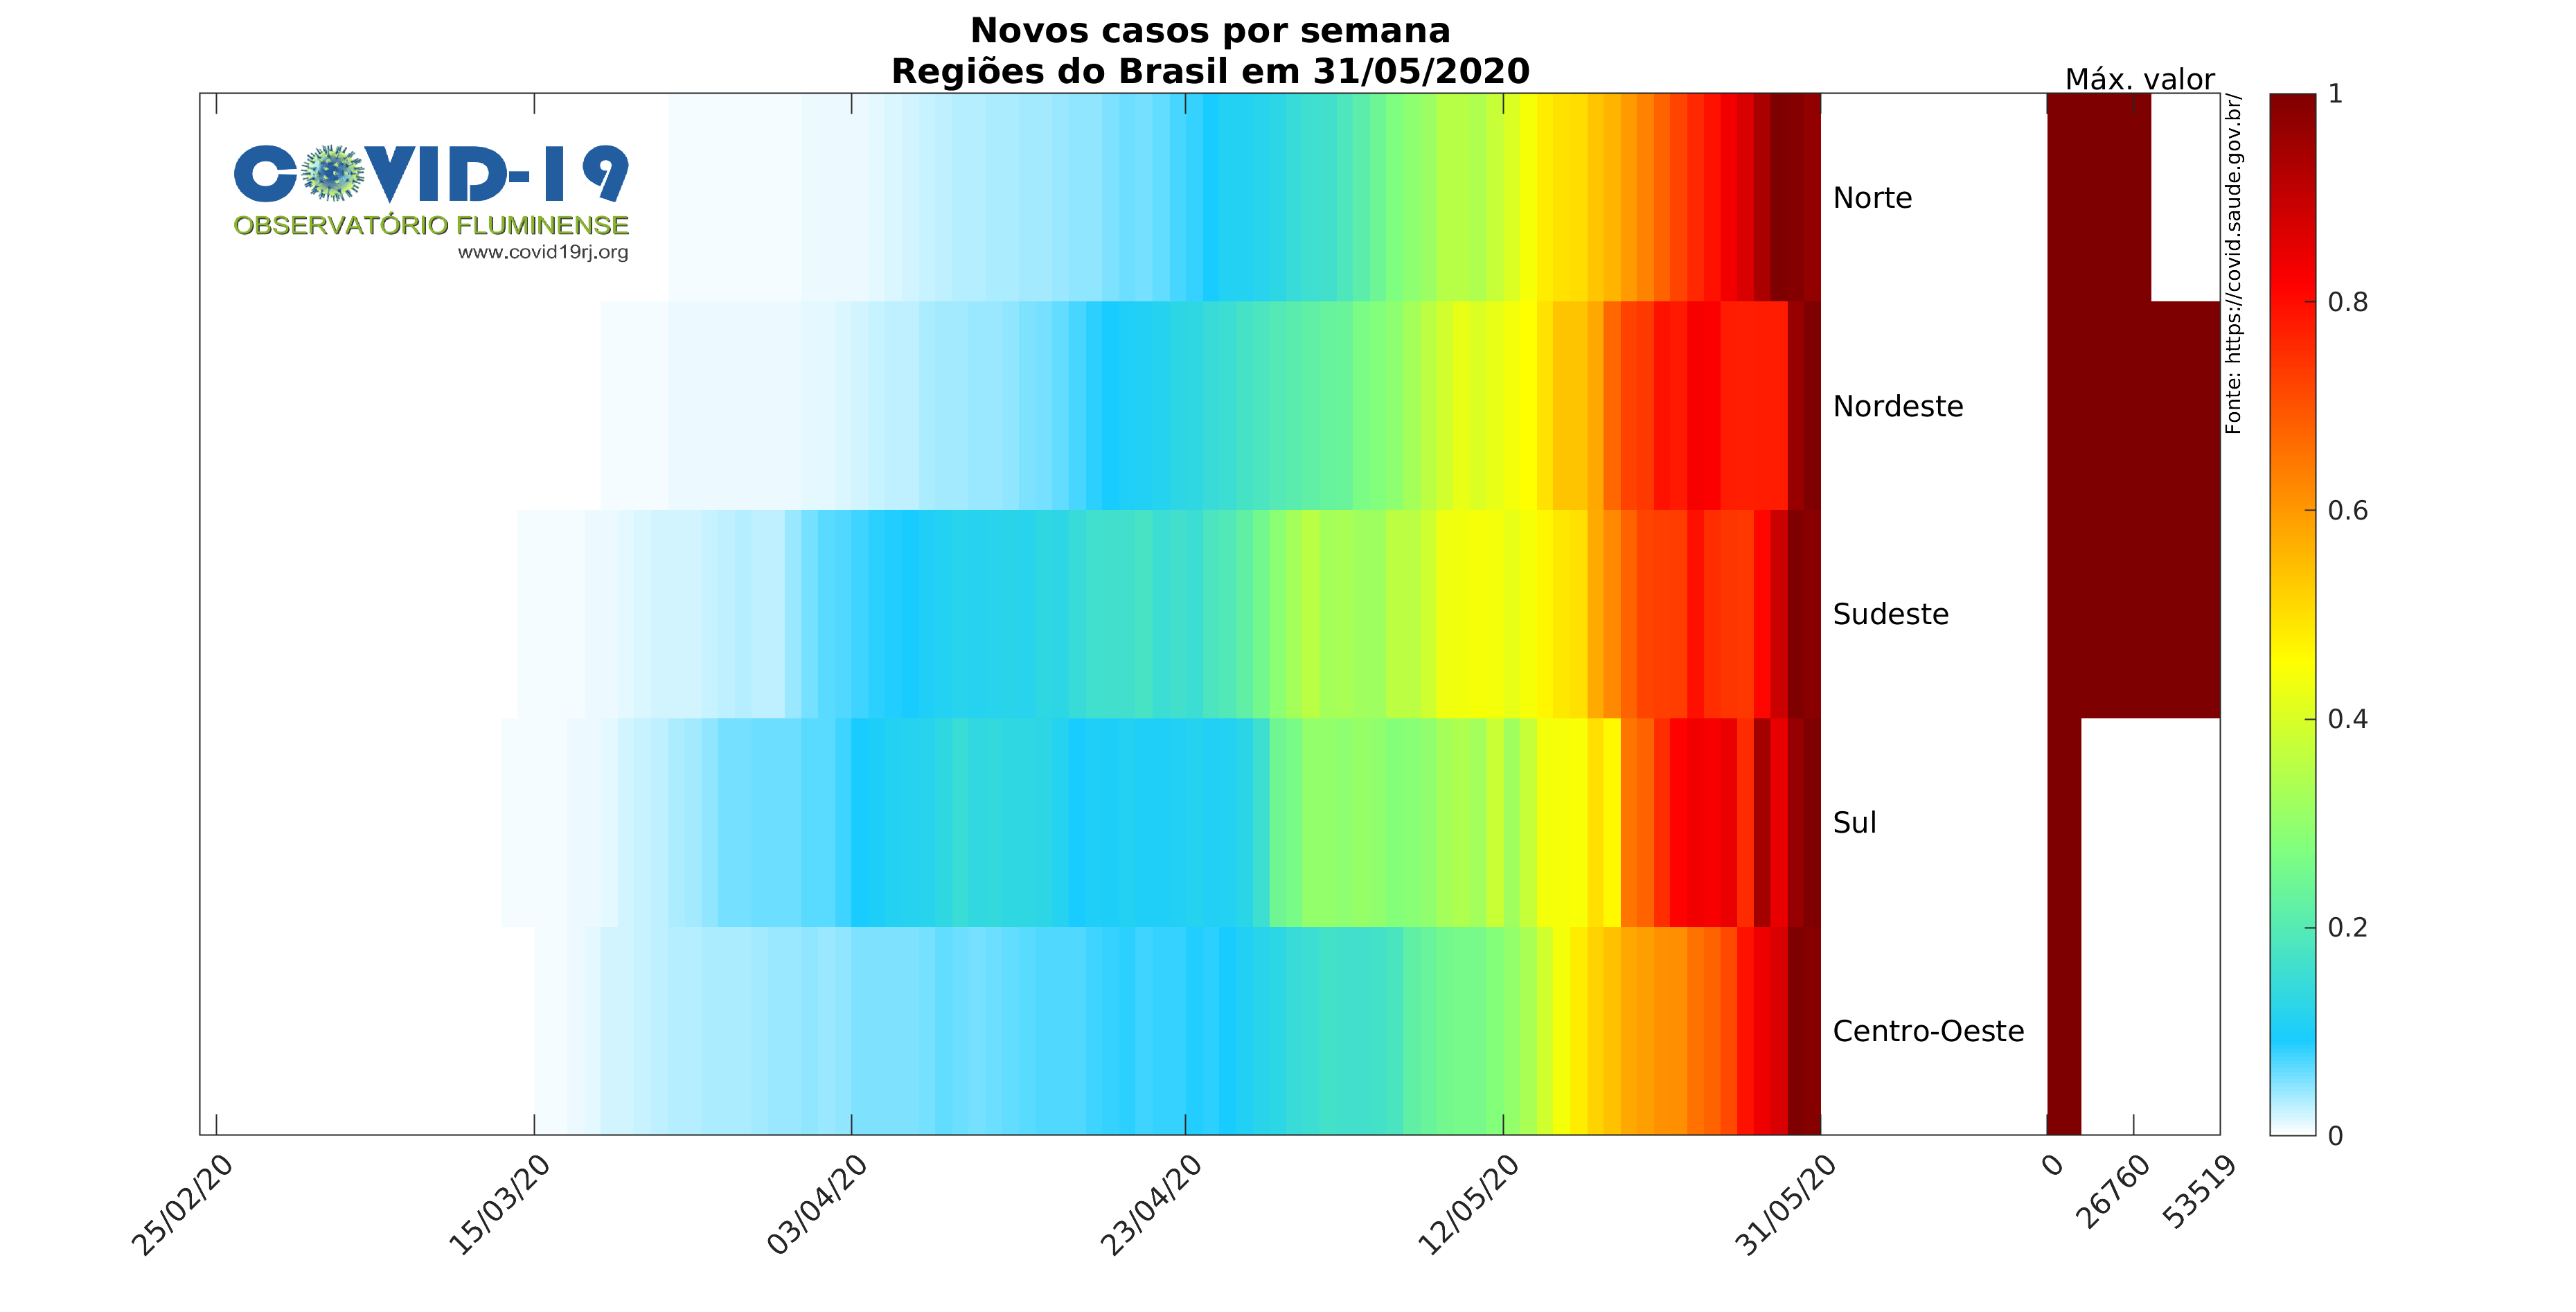 Novos casos por semana
Regiões do Brasil em 31/05/2020
Máx. valor
COVID-19
OBSERVATÓRIO FLUMINENSE
www.covid19rj.org
Norte
Nordeste
Sudeste
Sul
Centro-Oeste
Fonte: https://covid.saude.gov.br/
1
0.8
0.6
0.4
0.2
0
25/02/20
15/03/20
03/04/20
23/04/20
12/05/20
31/05/20
0
26760
53519